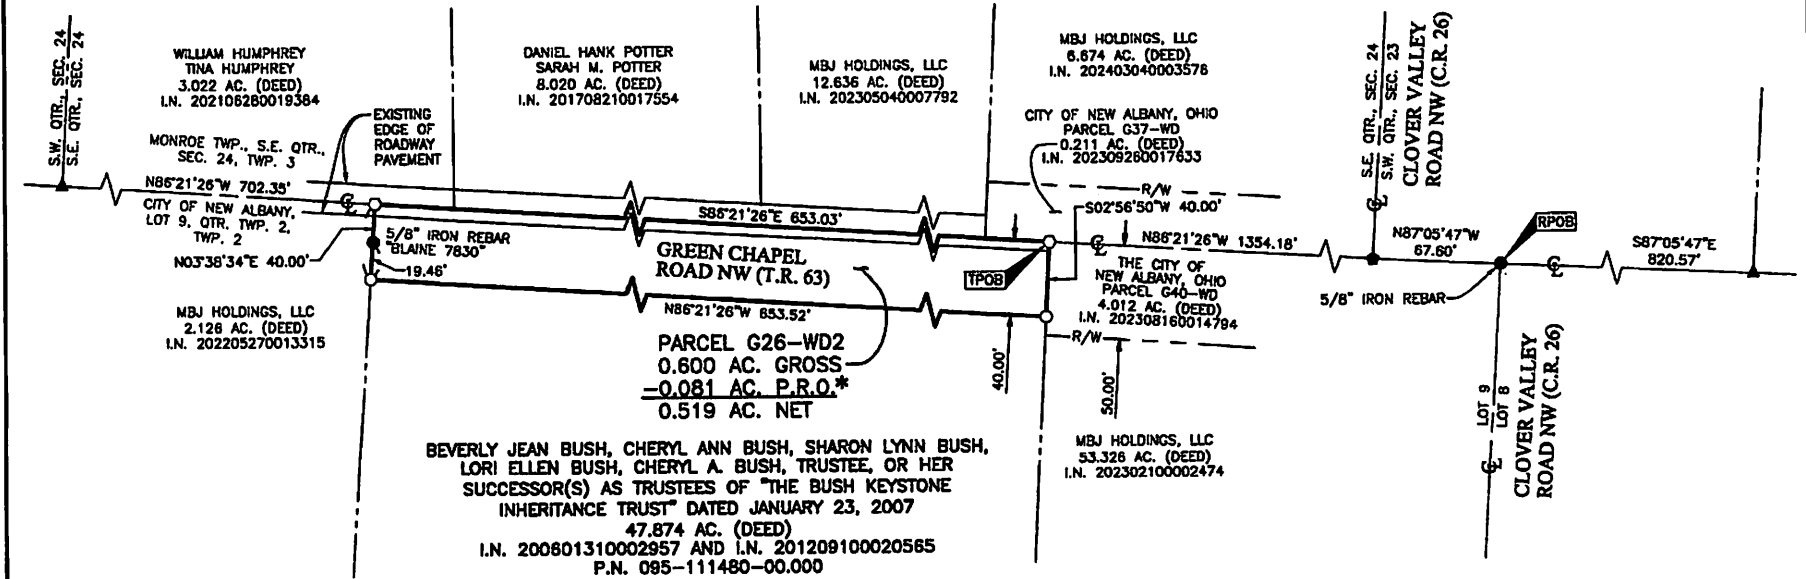 S.W. QTR., SEC. 24
S.E. QTR., SEC. 24
WILLIAM HUMPHREY
TINA HUMPHREY
3.022 AC. (DEED)
I.N. 202106280019384
DANIEL HANK POTTER
SARAH M. POTTER
8.020 AC. (DEED)
I.N. 201708210017554
MBJ HOLDINGS, LLC
12.636 AC. (DEED)
I.N. 202305040007792
MBJ HOLDINGS, LLC
6.674 AC. (DEED)
I.N. 202403040003576
CITY OF NEW ALBANY, OHIO
PARCEL G37-WD
0.211 AC. (DEED)
I.N. 202309260017633
S.E. QTR., SEC. 24
S.W. QTR., SEC. 23
CLOVER VALLEY
ROAD NW (C.R. 26)
EXISTING
EDGE OF
ROADWAY
PAVEMENT
MONROE TWP., S.E. QTR.,
SEC. 24, TWP. 3
N86°21'26"W 702.35'
CITY OF NEW ALBANY,
LOT 9, QTR. TWP. 2,
TWP. 2
5/8" IRON REBAR
"BLAINE 7830"
N03°38'34"E 40.00'
19.46'
MBJ HOLDINGS, LLC
2.126 AC. (DEED)
I.N. 202205270013315
S86°21'26"E 653.03'
GREEN CHAPEL
ROAD NW (T.R. 63)
TPOB
N86°21'26"W 653.52'
R/W
S02°56'50"W 40.00'
N86°21'26"W 1354.18'
THE CITY OF
NEW ALBANY, OHIO
PARCEL G40-WD
4.012 AC. (DEED)
I.N. 202308160014794
R/W
N87°05'47"W
67.60'
RPOB
S87°05'47"E
820.57'
5/8" IRON REBAR
PARCEL G26-WD2
0.600 AC. GROSS
-0.081 AC. P.R.O.*
0.519 AC. NET
40.00'
50.00'
LOT 9
LOT 8
CLOVER VALLEY
ROAD NW (C.R. 26)
MBJ HOLDINGS, LLC
53.326 AC. (DEED)
I.N. 202302100002474
BEVERLY JEAN BUSH, CHERYL ANN BUSH, SHARON LYNN BUSH,
LORI ELLEN BUSH, CHERYL A. BUSH, TRUSTEE, OR HER
SUCCESSOR(S) AS TRUSTEES OF "THE BUSH KEYSTONE
INHERITANCE TRUST" DATED JANUARY 23, 2007
47.874 AC. (DEED)
I.N. 200601310002957 AND I.N. 201209100020565
P.N. 095-111480-00.000